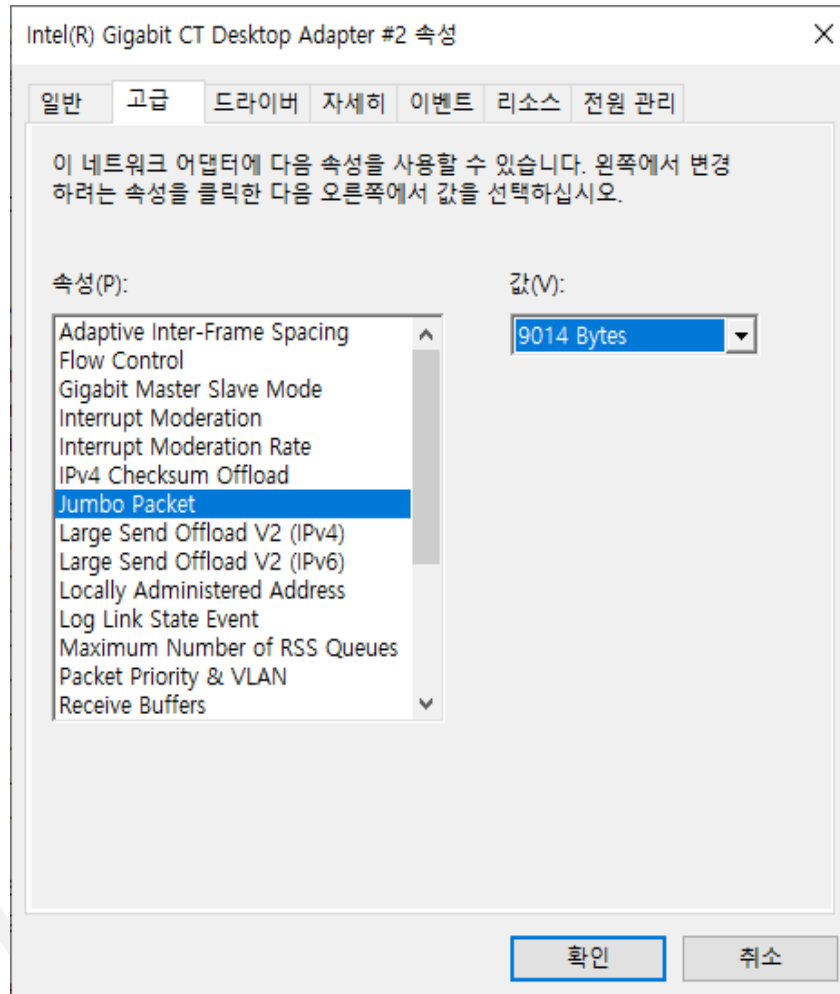 Intel(R) Gigabit CT Desktop Adapter #2 속성
일반 고급 드라이버 자세히 이벤트 리소스 전원 관리
이 네트워크 어댑터에 다음 속성을 사용할 수 있습니다. 왼쪽에서 변경
하려는 속성을 클릭한 다음 오른쪽에서 값을 선택하십시오.
속성(P):
값(V):
Adaptive Inter-Frame Spacing
Flow Control
Gigabit Master Slave Mode
Interrupt Moderation
Interrupt Moderation Rate
IPv4 Checksum Offload
Jumbo Packet
Large Send Offload V2 (IPv4)
Large Send Offload V2 (IPv6)
Locally Administered Address
Log Link State Event
Maximum Number of RSS Queues
Packet Priority & VLAN
Receive Buffers
9014 Bytes
확인 취소